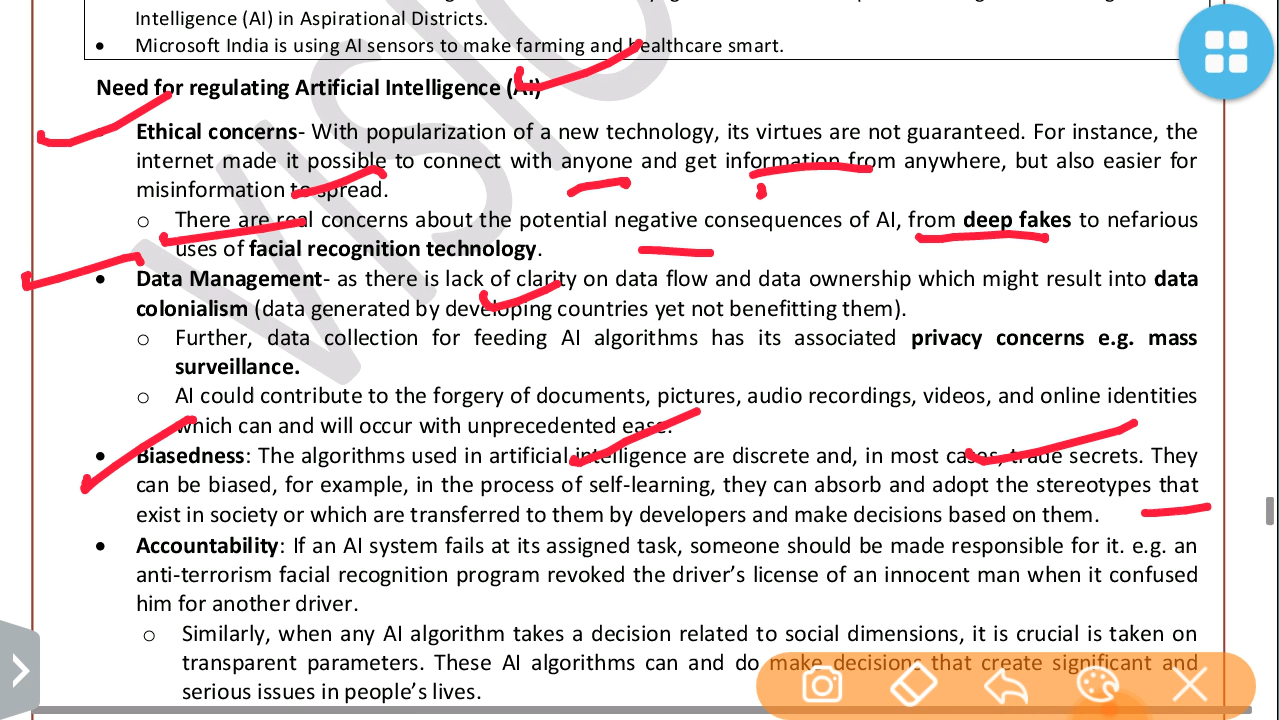 Intelligence (AI) in Aspirational Districts.
• Microsoft India is using AI sensors to make farming and healthcare smart.
Need for regulating Artificial Intelligence (AI)
Ethical concerns- With popularization of a new technology, its virtues are not guaranteed. For instance, the
internet made it possible to connect with anyone and get information from anywhere, but also easier for
misinformation to spread.
o There are real concerns about the potential negative consequences of AI, from deep fakes to nefarious
uses of facial recognition technology.
• Data Management- as there is lack of clarity on data flow and data ownership which might result into data
colonialism (data generated by developing countries yet not benefitting them).
o Further, data collection for feeding AI algorithms has its associated privacy concerns e.g. mass
surveillance.
o AI could contribute to the forgery of documents, pictures, audio recordings, videos, and online identities
which can and will occur with unprecedented ease.
• Biasedness: The algorithms used in artificial intelligence are discrete and, in most cases, trade secrets. They
can be biased, for example, in the process of self-learning, they can absorb and adopt the stereotypes that
exist in society or which are transferred to them by developers and make decisions based on them.
• Accountability: If an AI system fails at its assigned task, someone should be made responsible for it. e.g. an
anti-terrorism facial recognition program revoked the driver's license of an innocent man when it confused
him for another driver.
o Similarly, when any AI algorithm takes a decision related to social dimensions, it is crucial is taken on
transparent parameters. These AI algorithms can and do make decisions that create significant and
serious issues in people's lives.